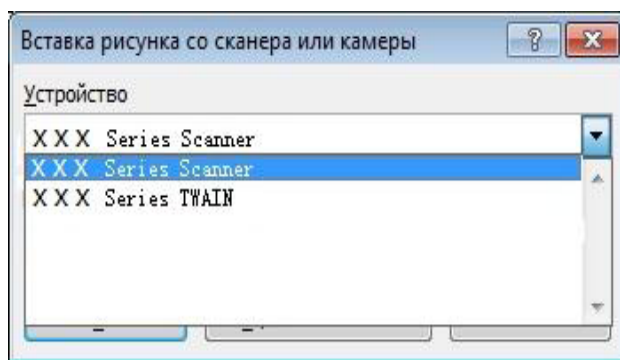 Вставка рисунка со сканера или камеры
Устройство
X X X Series Scanner
X X X Series Scanner
X X X Series TWAIN